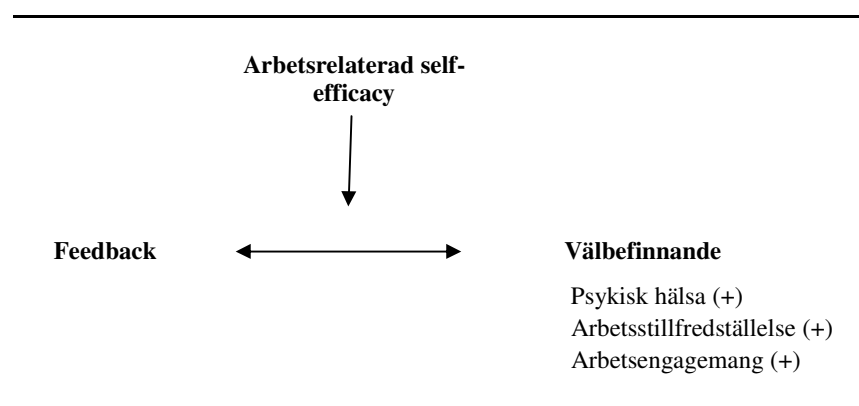 Arbetsrelaterad self-
efficacy
Feedback
Välbefinnande
Psykisk hälsa (+)
Arbetsstillfredställelse (+)
Arbetsengagemang (+)